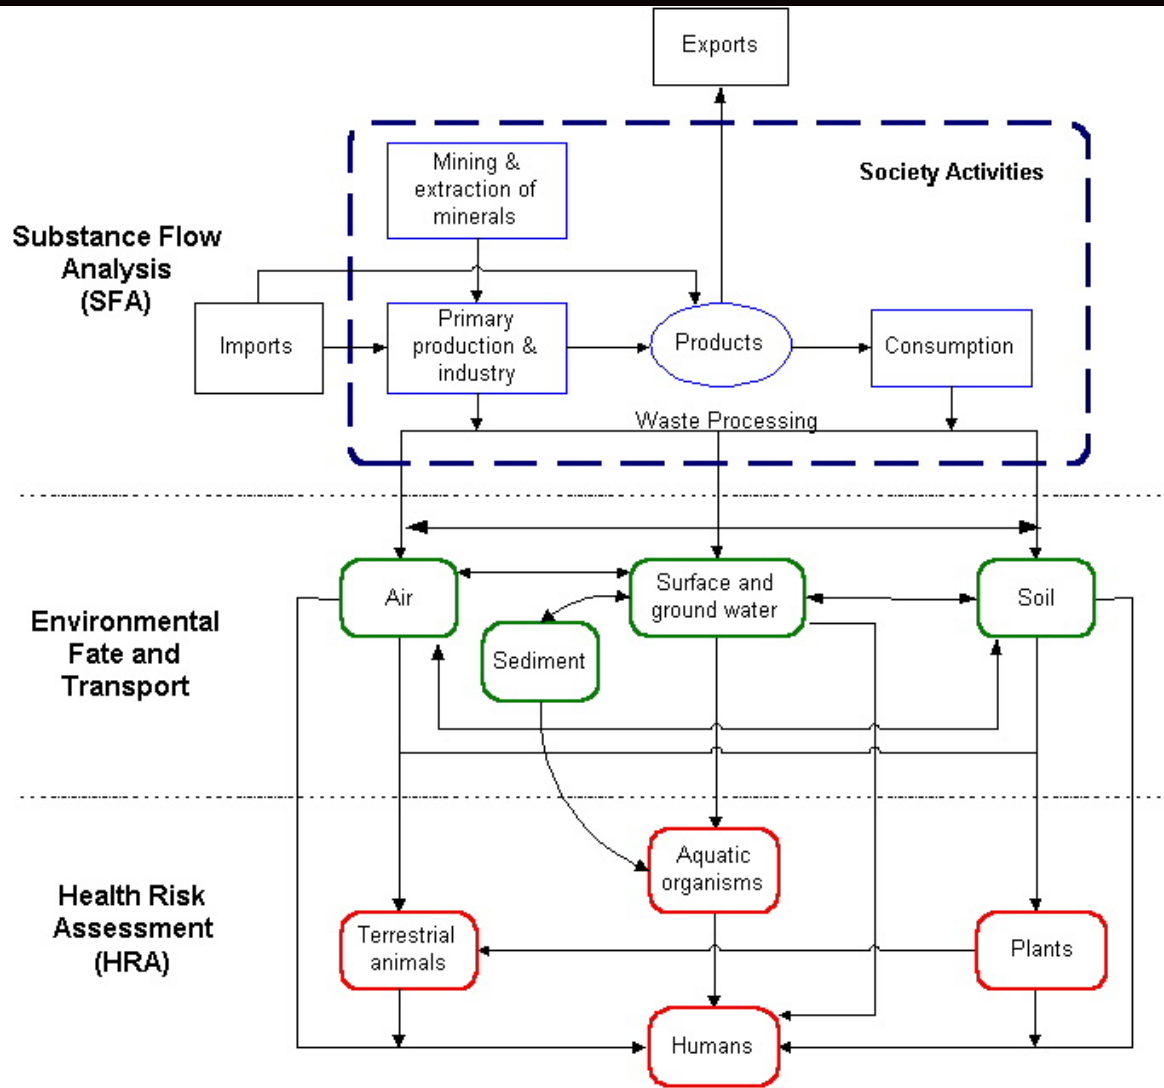 Exports
Mining &
extraction of
minerals
Society Activities
Substance Flow
Analysis
(SFA)
Imports
Primary
production &
industry
Products
Consumption
Waste Processing
Environmental
Fate and
Transport
Air
Surface and
ground water
Soil
Sediment
Health Risk
Assessment
(HRA)
Aquatic
organisms
Terrestrial
animals
Plants
Humans